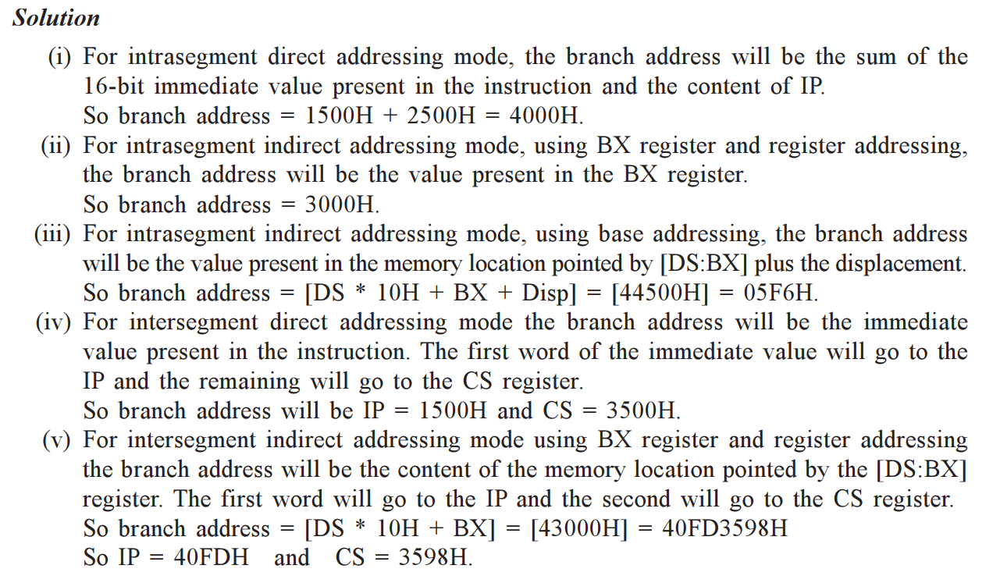 Solution
(i) For intrasegment direct addressing mode, the branch address will be the sum of the
16-bit immediate value present in the instruction and the content of IP.
So branch address = 1500H + 2500H = 4000H.
(ii) For intrasegment indirect addressing mode, using BX register and register addressing,
the branch address will be the value present in the BX register.
So branch address = 3000H.
(iii) For intrasegment indirect addressing mode, using base addressing, the branch address
will be the value present in the memory location pointed by [DS:BX] plus the displacement.
So branch address = [DS * 10H + BX + Disp] = [44500H] = 05F6H.
(iv) For intersegment direct addressing mode the branch address will be the immediate
value present in the instruction. The first word of the immediate value will go to the
IP and the remaining will go to the CS register.
So branch address will be IP = 1500H and CS = 3500H.
(v) For intersegment indirect addressing mode using BX register and register addressing
the branch address will be the content of the memory location pointed by the [DS:BX]
register. The first word will go to the IP and the second will go to the CS register.
So branch address = [DS * 10H + BX] = [43000H] = 40FD3598H
So IP = 40FDH and CS = 3598H.